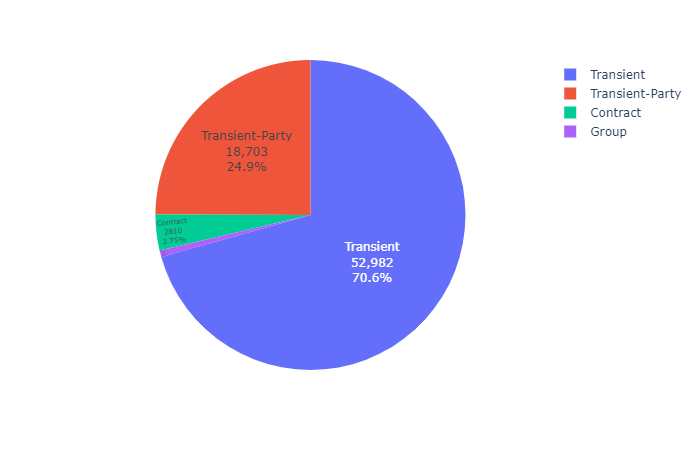 Transient
Transient-Party
Contract
Group
Transient-Party
18,703
24.9%
Contract
2810
3.75%
Transient
52,982
70.6%